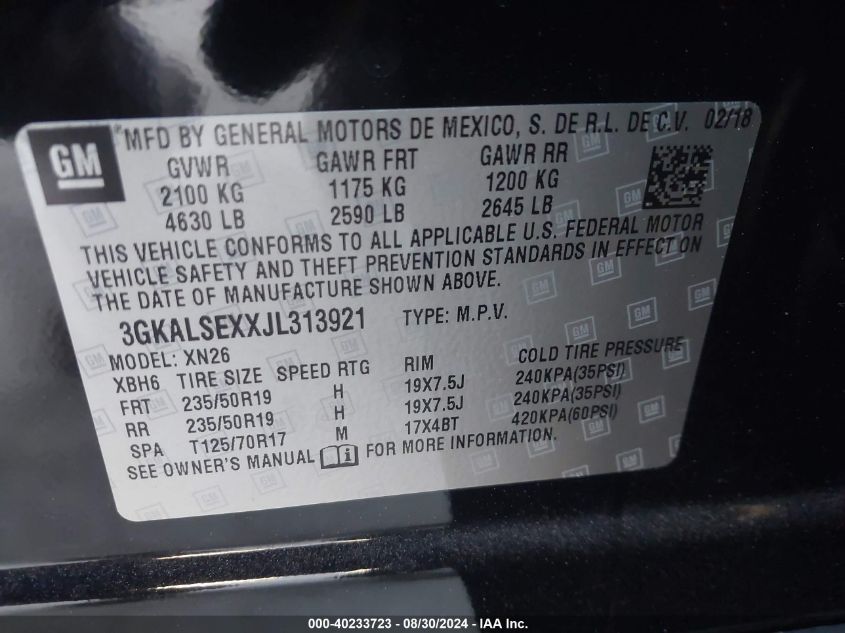 GM
*MFD BY GENERAL MOTORS DE MEXICO, S. DE R.L. DE C.V. 02/18
GVWR GAWR FRT GAWR RR
2100 KG 1175 KG 1200 KG
4630 LB 2590 LB 2645 LB
THIS VEHICLE CONFORMS TO ALL APPLICABLE U.S. FEDERAL MOTOR
VEHICLE SAFETY AND THEFT PREVENTION STANDARDS IN EFFECT ON
THE DATE OF MANUFACTURE SHOWN ABOVE.
3GKALSEXXJL313921 TYPE: M.P.V.
MODEL: XN26
XBH6 TIRE SIZE SPEED RTG RIM COLD TIRE PRESSURE
FRT 235/50R19 H 19X7.5J 240KPA(35PSI)
RR 235/50R19 H 19X7.5J 240KPA(35PSI)
SPA T125/70R17 M 17X4BT 420KPA(60PSI)
SEE OWNER'S MANUAL FOR MORE INFORMATION.
000-40233723 - 08/30/2024 - IAA Inc.